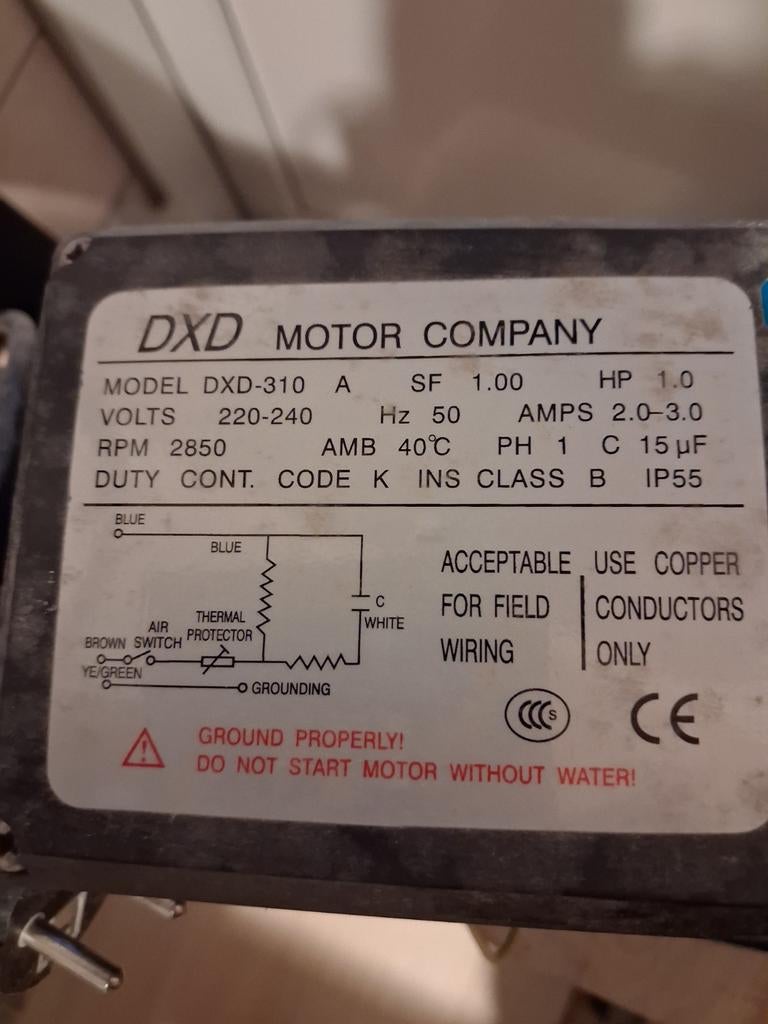 DXD MOTOR COMPANY
MODEL DXD-310 A SF 1.00 HP 1.0
VOLTS 220-240 Hz 50 AMPS 2.0-3.0
RPM 2850 AMB 40℃ PH 1 C 15 µF
DUTY CONT. CODE K INS CLASS B IP55
BLUE
BLUE
C
WHITE
THERMAL
PROTECTOR
AIR
SWITCH
BROWN
YE/GREEN
GROUNDING
ACCEPTABLE
FOR FIELD
WIRING
USE COPPER
CONDUCTORS
ONLY
CCC S
CE
GROUND PROPERLY!
DO NOT START MOTOR WITHOUT WATER!